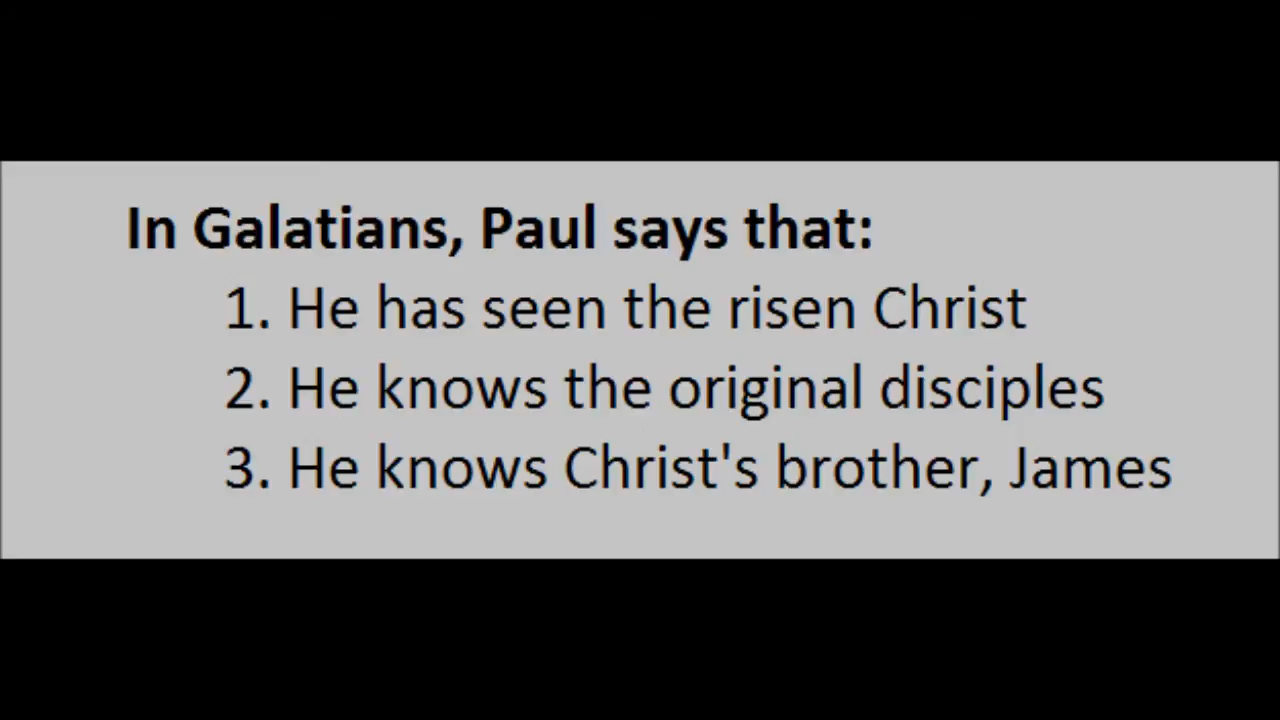 In Galatians, Paul says that:
1. He has seen the risen Christ
2. He knows the original disciples
3. He knows Christ's brother, James